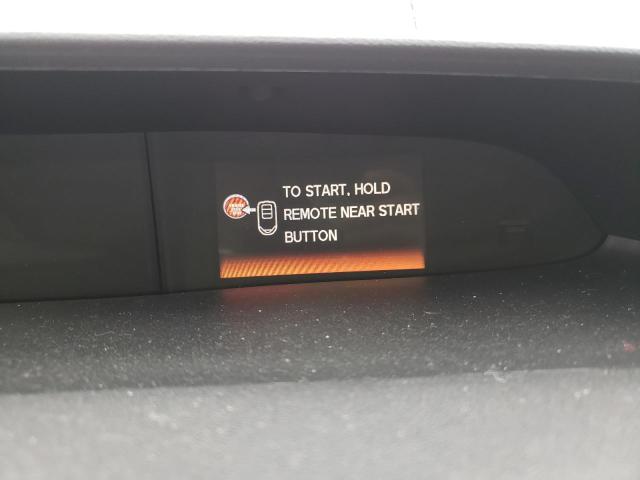 TO START, HOLD
REMOTE NEAR START
BUTTON